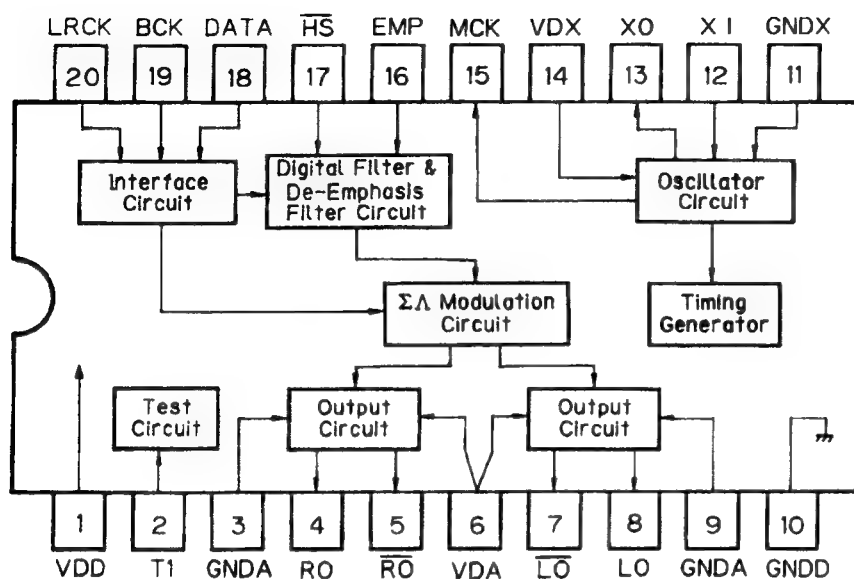 LRCK BCK DATA H̅S̅ EMP MCK VDX XO XI GNDX
20 19 18 17 16 15 14 13 12 11
Interface
Circuit
Digital Filter &
De-Emphasis
Filter Circuit
Oscillator
Circuit
ΣΛ Modulation
Circuit
Timing
Generator
Test
Circuit
Output
Circuit
Output
Circuit
1 2 3 4 5 6 7 8 9 10
VDD T1 GNDA RO R̅O̅ VDA L̅O̅ LO GNDA GNDD